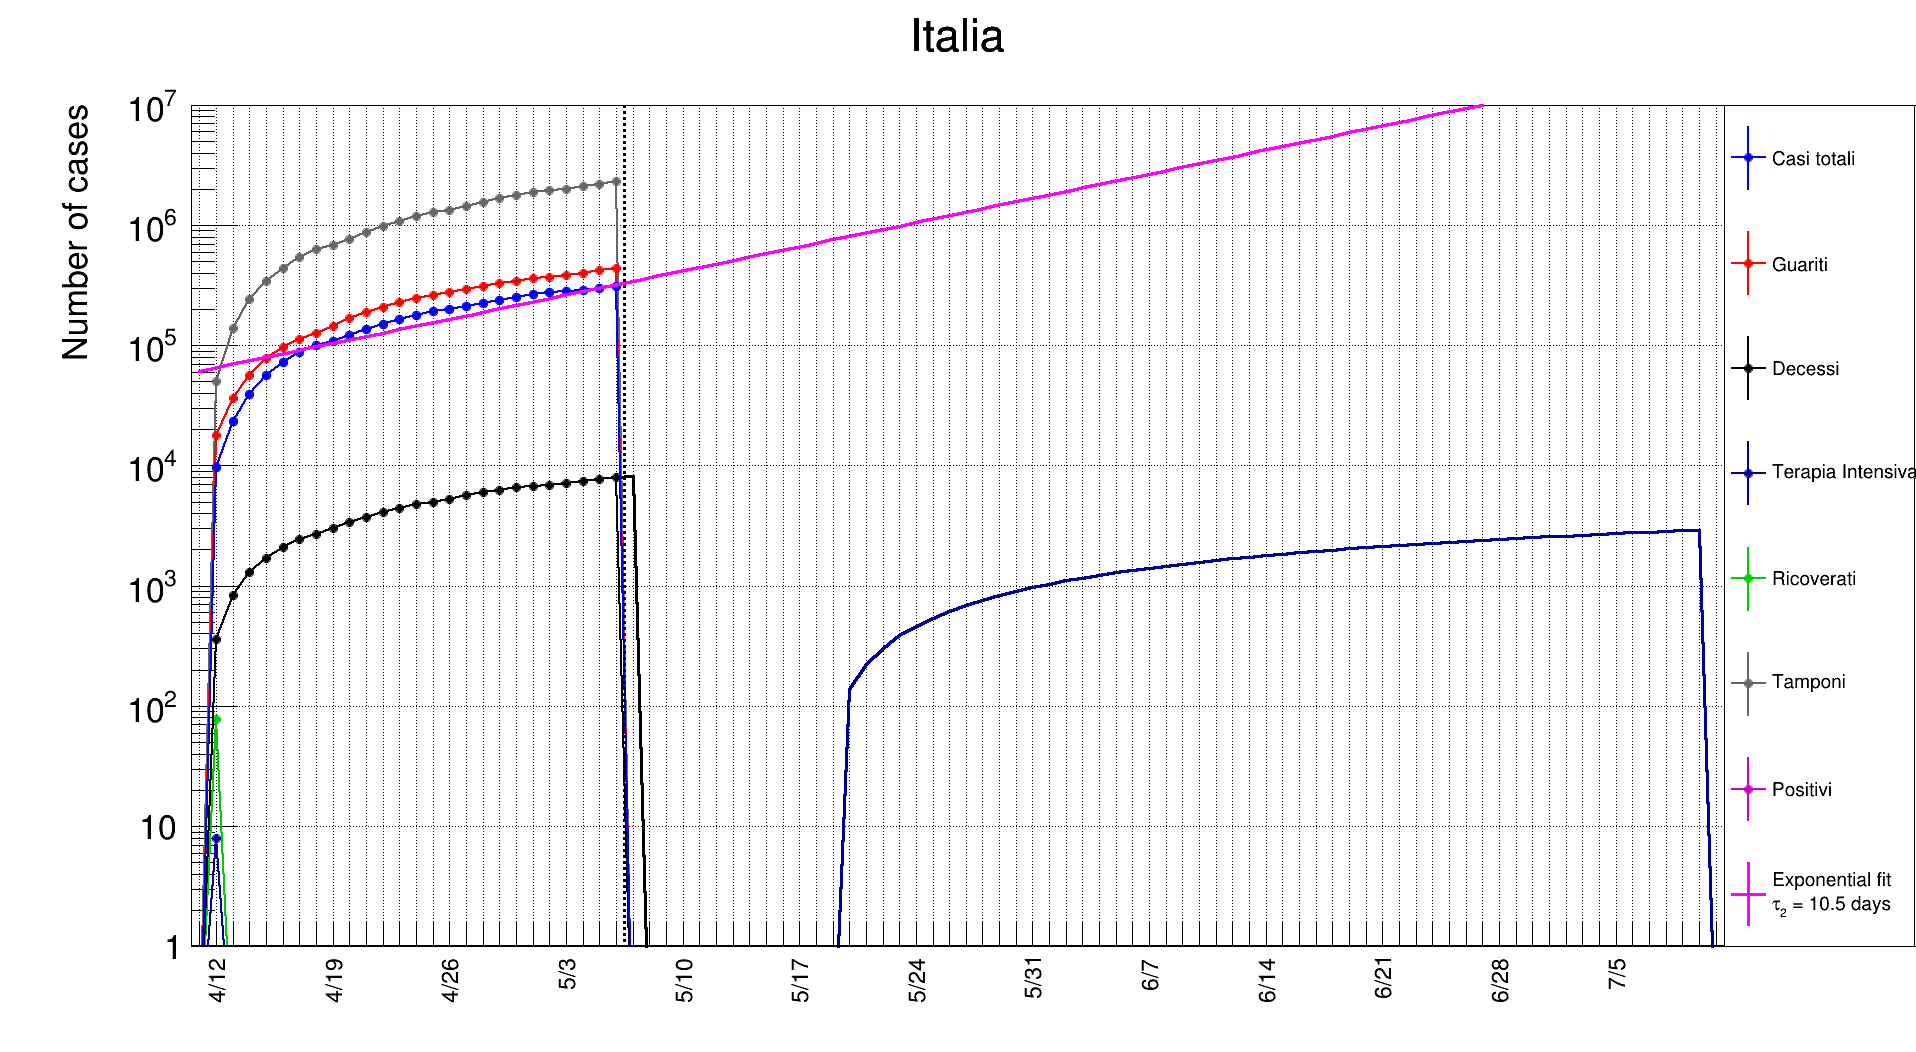 Italia
Number of cases
10^7
10^6
10^5
10^4
10^3
10^2
10
1
4/12
4/19
4/26
5/3
5/10
5/17
5/24
5/31
6/7
6/14
6/21
6/28
7/5
Casi totali
Guariti
Decessi
Terapia Intensiva
Ricoverati
Tamponi
Positivi
Exponential fit
τ₂ = 10.5 days